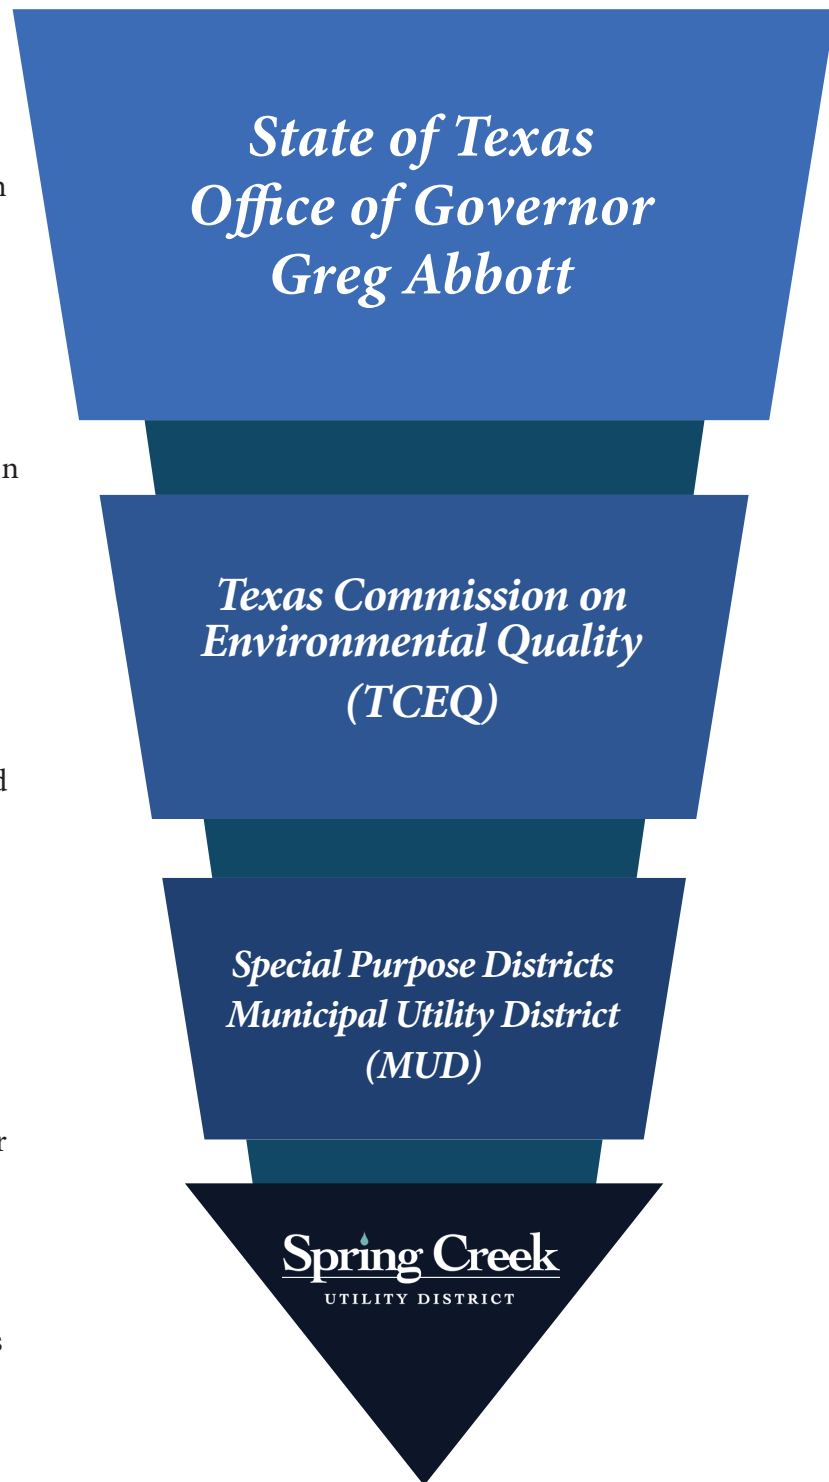 State of Texas
Office of Governor
Greg Abbott
Texas Commission on
Environmental Quality
(TCEQ)
Special Purpose Districts
Municipal Utility District
(MUD)
Spring Creek
UTILITY DISTRICT